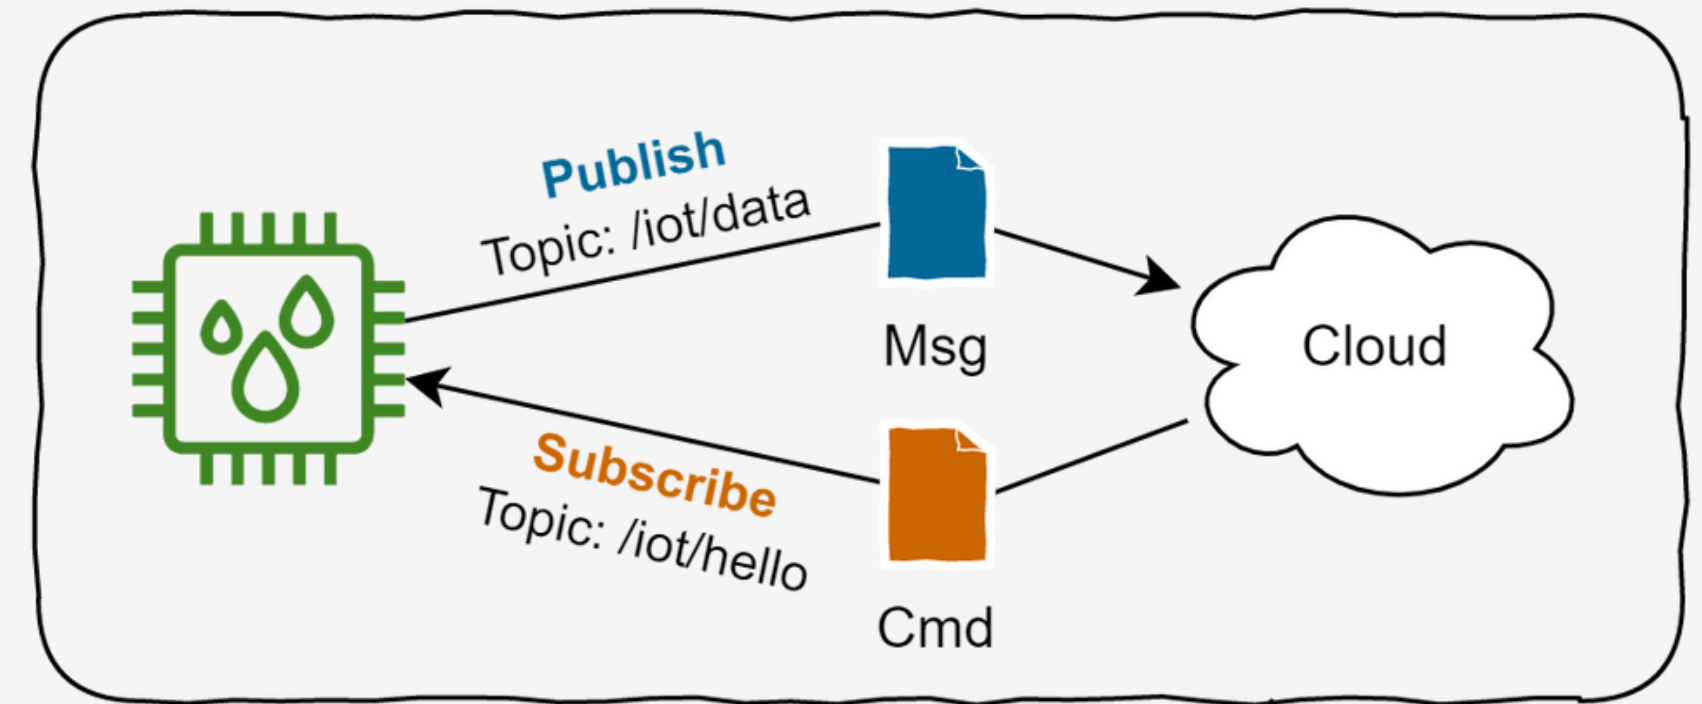 Publish
Topic: /iot/data
Msg
Cloud
Subscribe
Topic: /iot/hello
Cmd